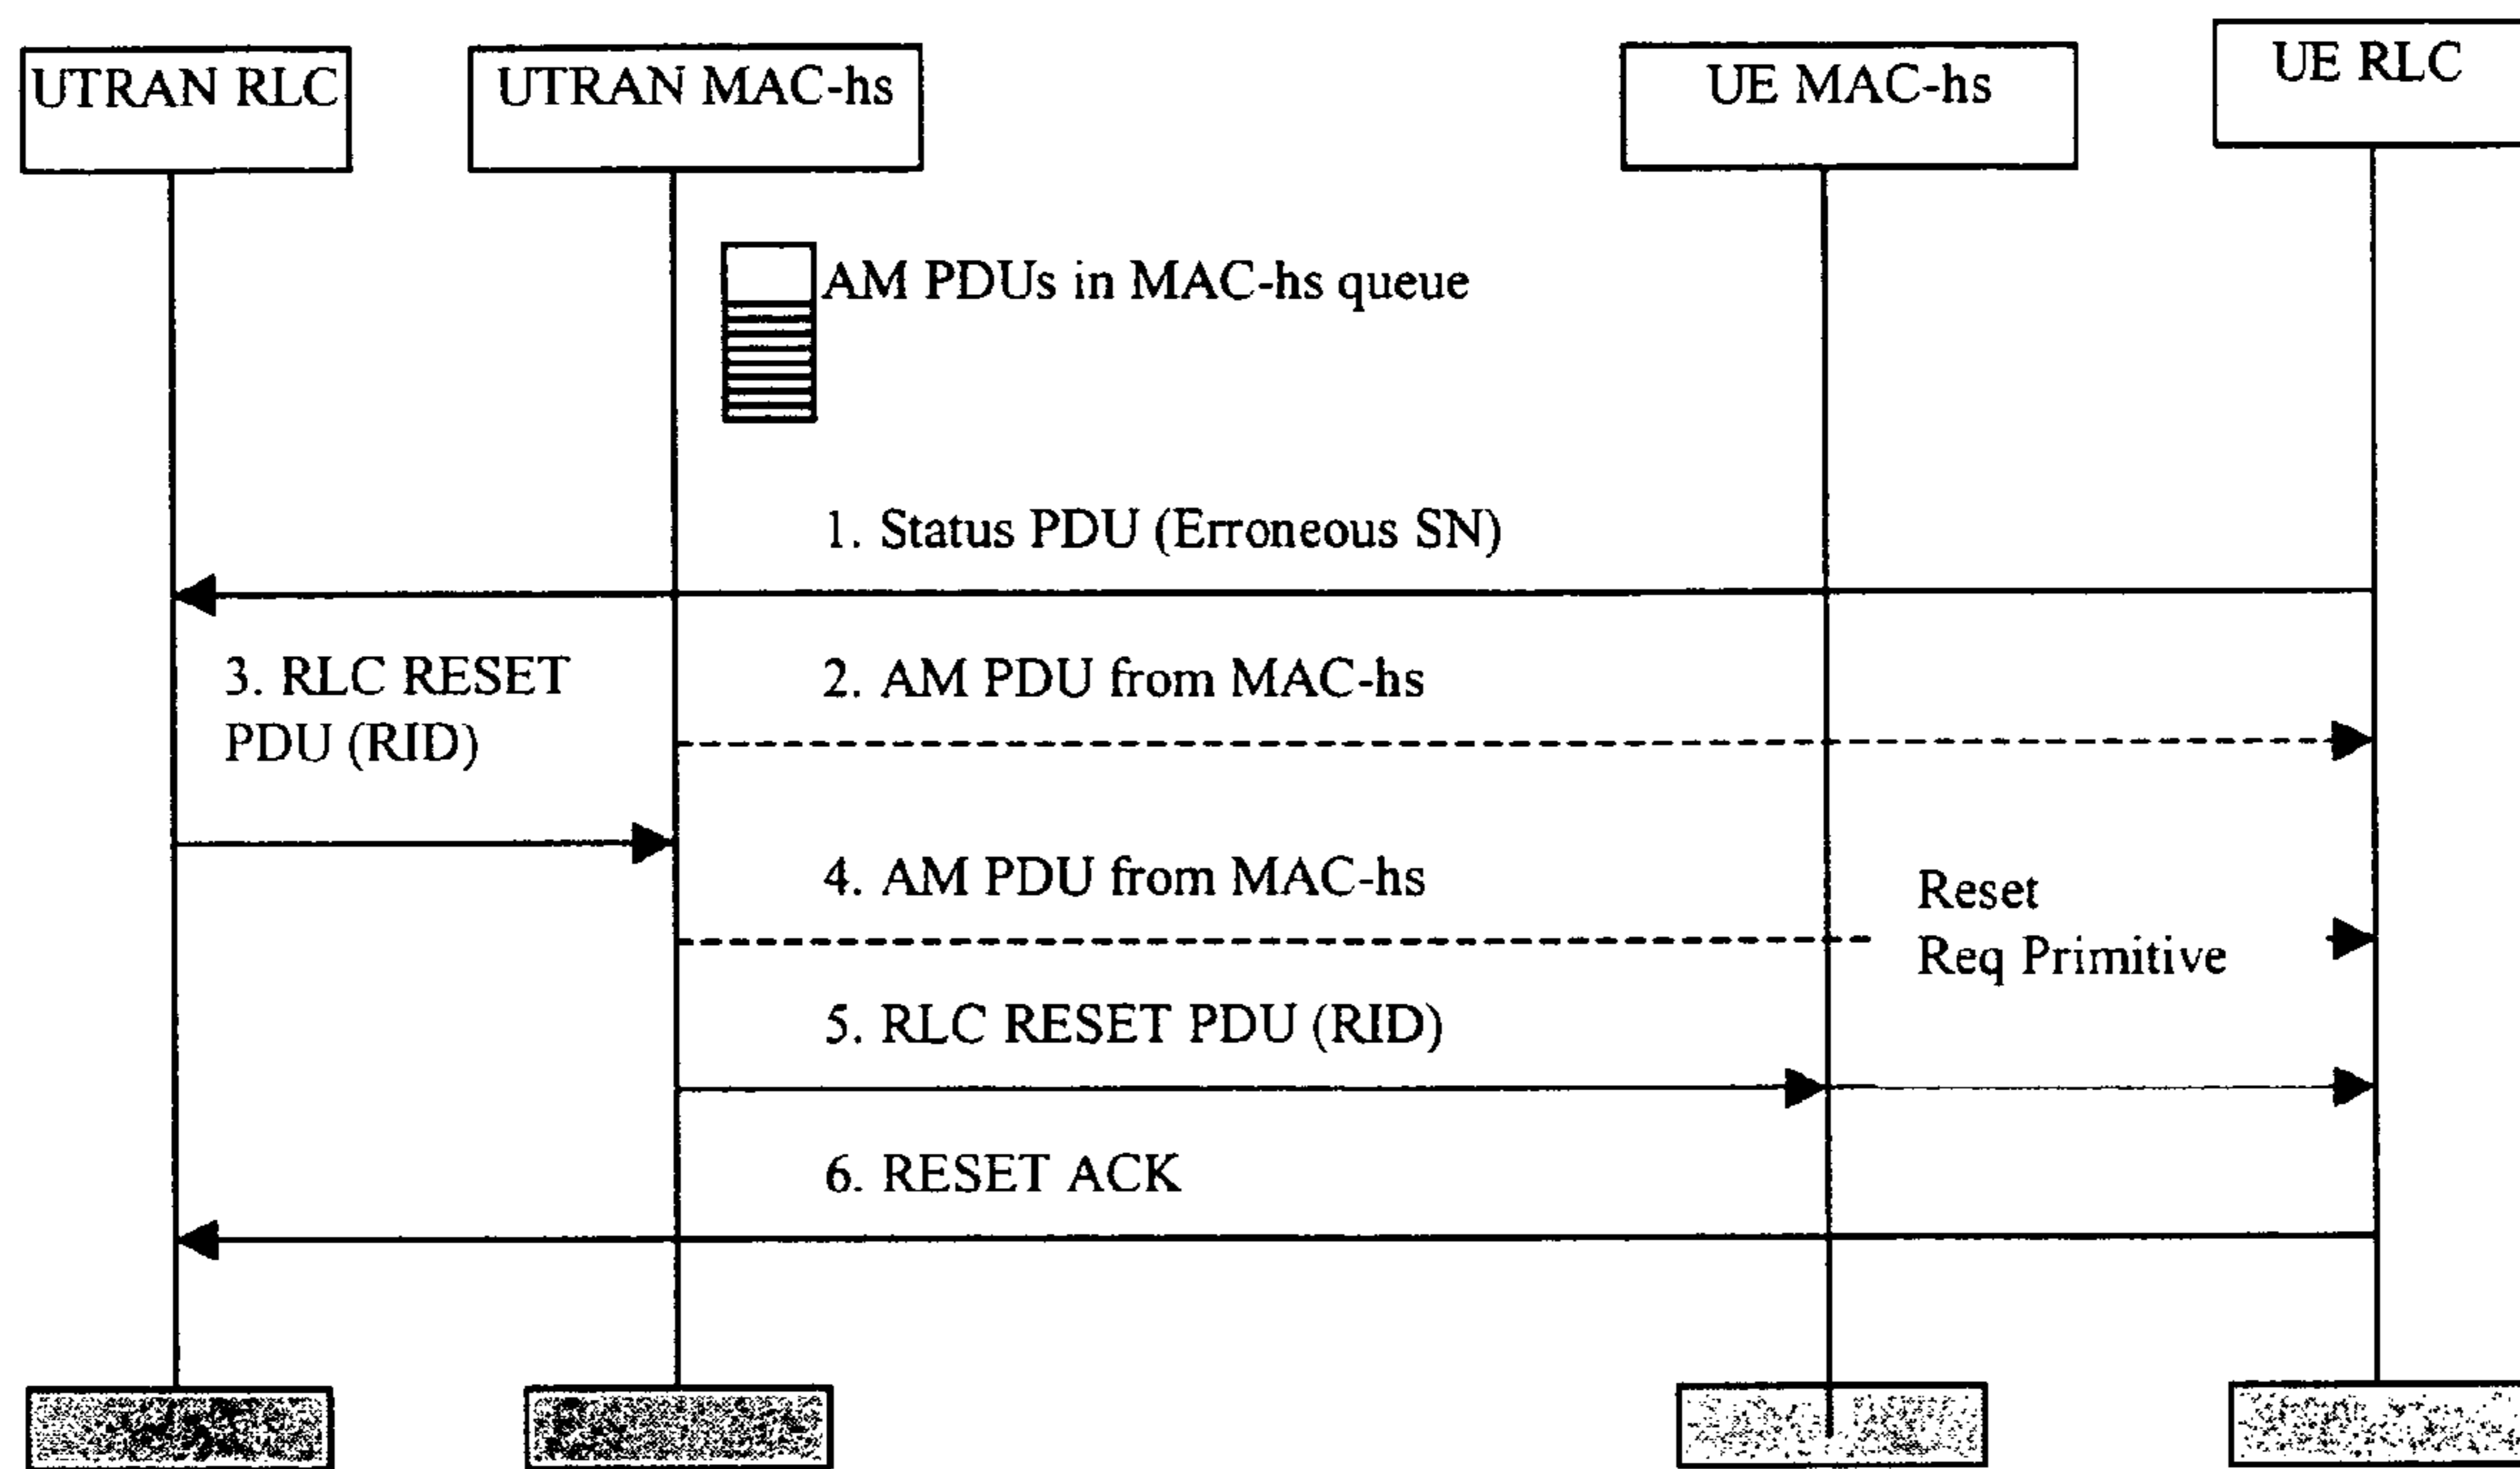 UTRAN RLC
UTRAN MAC-hs
UE MAC-hs
UE RLC
AM PDUs in MAC-hs queue
1. Status PDU (Erroneous SN)
3. RLC RESET
PDU (RID)
2. AM PDU from MAC-hs
4. AM PDU from MAC-hs
Reset
Req Primitive
5. RLC RESET PDU (RID)
6. RESET ACK